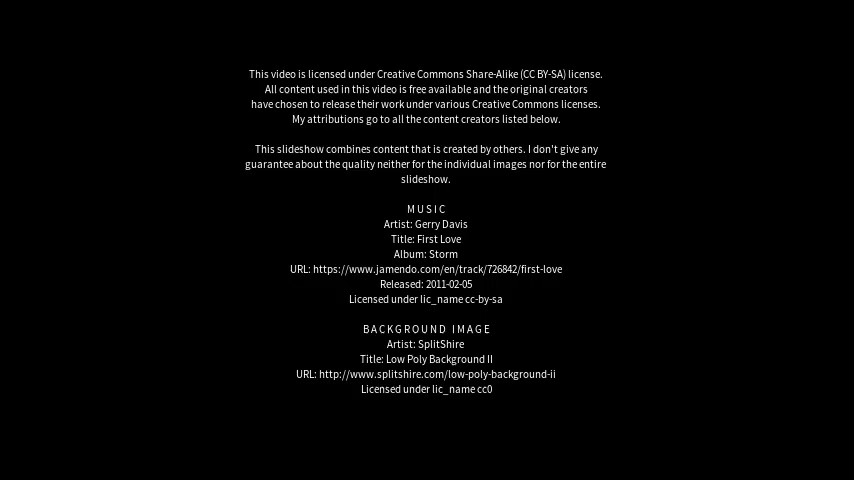 This video is licensed under Creative Commons Share-Alike (CC BY-SA) license.
All content used in this video is free available and the original creators
have chosen to release their work under various Creative Commons licenses.
My attributions go to all the content creators listed below.
This slideshow combines content that is created by others. I don't give any
guarantee about the quality neither for the individual images nor for the entire
slideshow.
MUSIC
Artist: Gerry Davis
Title: First Love
Album: Storm
URL: https://www.jamendo.com/en/track/726842/first-love
Released: 2011-02-05
Licensed under lic_name cc-by-sa
BACKGROUND IMAGE
Artist: SplitShire
Title: Low Poly Background II
URL: http://www.splitshire.com/low-poly-background-ii
Licensed under lic_name cc0